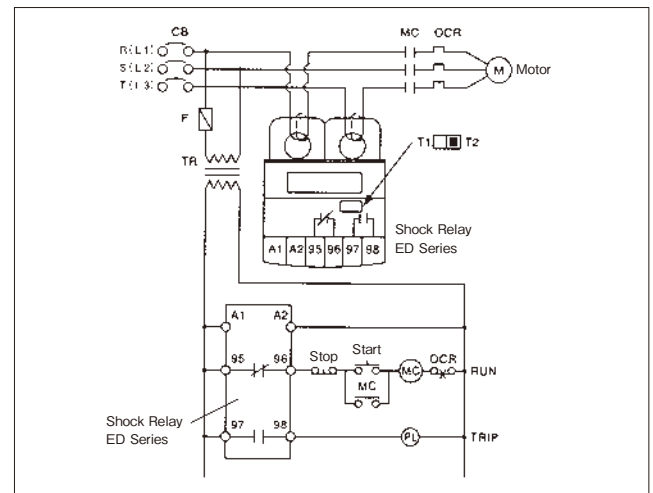 CB
MC OCR
R(L1)
S(L2)
T(L3)
M Motor
F
TR
T1 T2
Shock Relay
ED Series
A1 A2 95 96 97 98
A1 A2
95 96 Stop Start MC OCR RUN
MC
Shock Relay
ED Series
97 98 PL TRIP